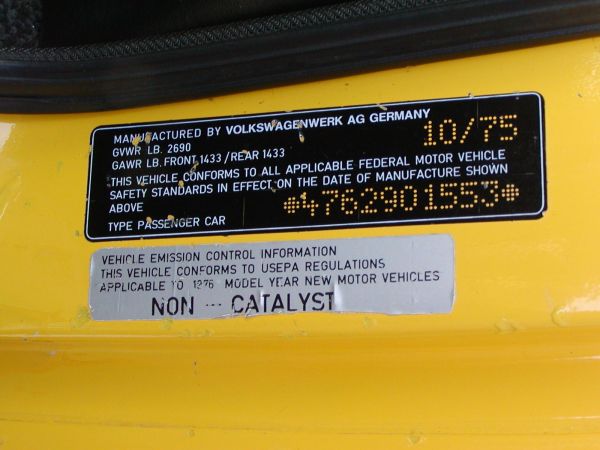 MANUFACTURED BY VOLKSWAGENWERK AG GERMANY 10/75
GVWR LB. 2690
GAWR LB. FRONT 1433 / REAR 1433
THIS VEHICLE CONFORMS TO ALL APPLICABLE FEDERAL MOTOR VEHICLE
SAFETY STANDARDS IN EFFECT ON THE DATE OF MANUFACTURE SHOWN
ABOVE *4762901553*
TYPE PASSENGER CAR
VEHICLE EMISSION CONTROL INFORMATION
THIS VEHICLE CONFORMS TO USEPA REGULATIONS
APPLICABLE TO 1976 MODEL YEAR NEW MOTOR VEHICLES
NON -- CATALYST